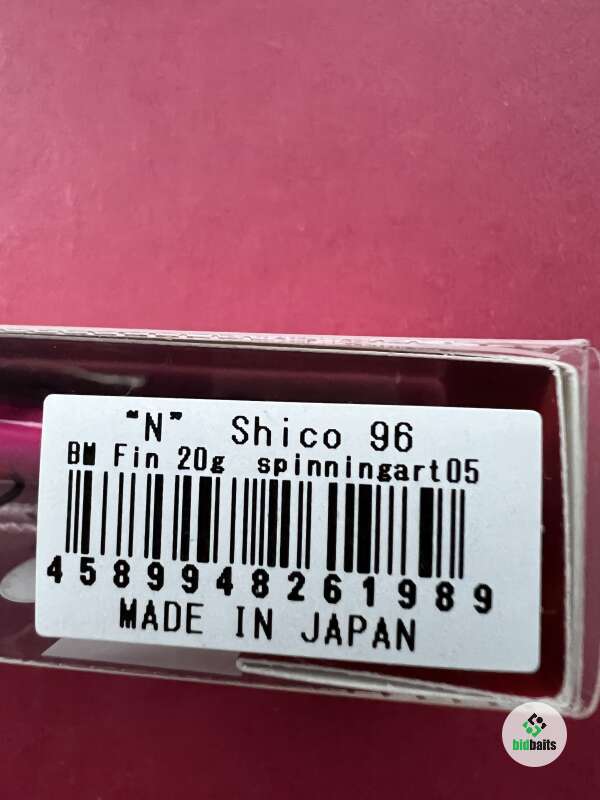 "N" Shico 96
BM Fin 20g spinningart05
4589948261989
MADE IN JAPAN
bidbaits